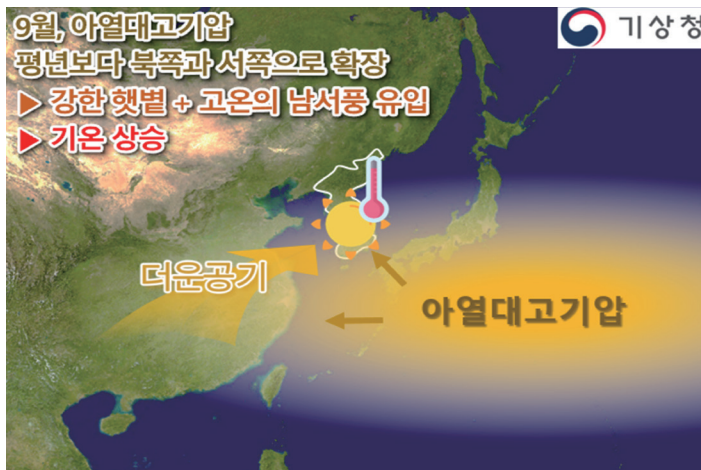 9월, 아열대고기압
기상청
평년보다 북쪽과 서쪽으로 확장
▶ 강한 햇볕 + 고온의 남서풍 유입
▶ 기온 상승
더운공기
아열대고기압